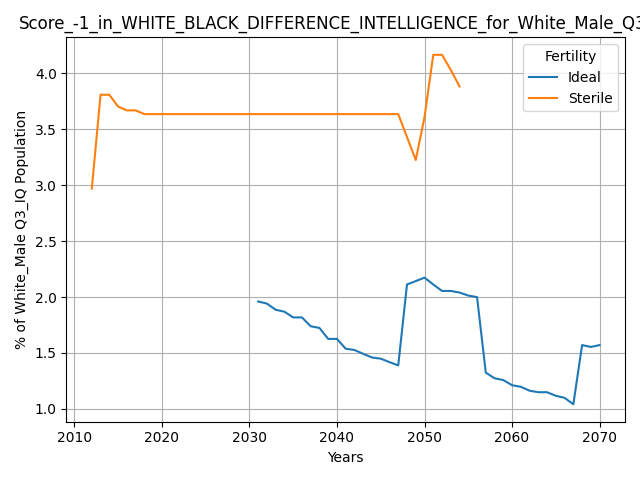 Score_-1_in_WHITE_BLACK_DIFFERENCE_INTELLIGENCE_for_White_Male_Q3
Fertility
Ideal
Sterile
% of White_Male Q3_IQ Population
4.0
3.5
3.0
2.5
2.0
1.5
1.0
2010 2020 2030 2040 2050 2060 2070
Years